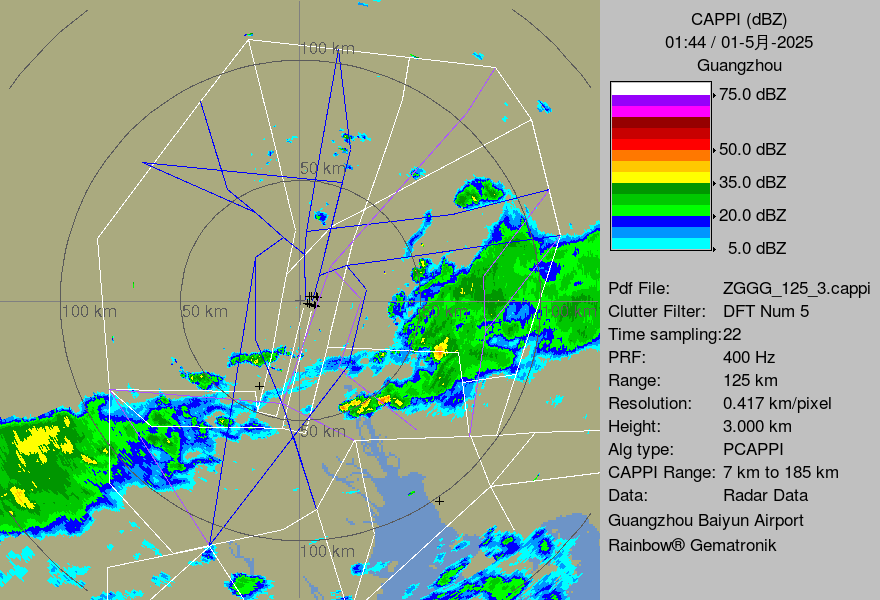 CAPPI (dBZ)
01:44 / 01-5月-2025
Guangzhou
75.0 dBZ
50.0 dBZ
35.0 dBZ
20.0 dBZ
5.0 dBZ
Pdf File: ZGGG_125_3.cappi
Clutter Filter: DFT Num 5
Time sampling:22
PRF: 400 Hz
Range: 125 km
Resolution: 0.417 km/pixel
Height: 3.000 km
Alg type: PCAPPI
CAPPI Range: 7 km to 185 km
Data: Radar Data
Guangzhou Baiyun Airport
Rainbow® Gematronik
100 km
50 km
100 km
50 km
50 km
100 km
50 km
100 km